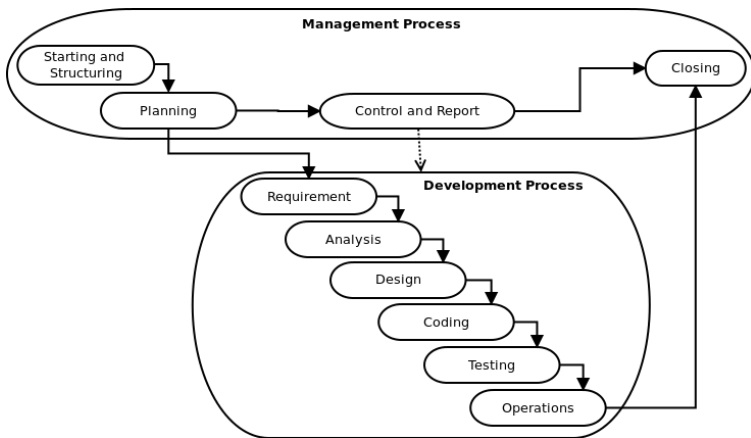 Management Process
Starting and
Structuring
Closing
Planning
Control and Report
Development Process
Requirement
Analysis
Design
Coding
Testing
Operations